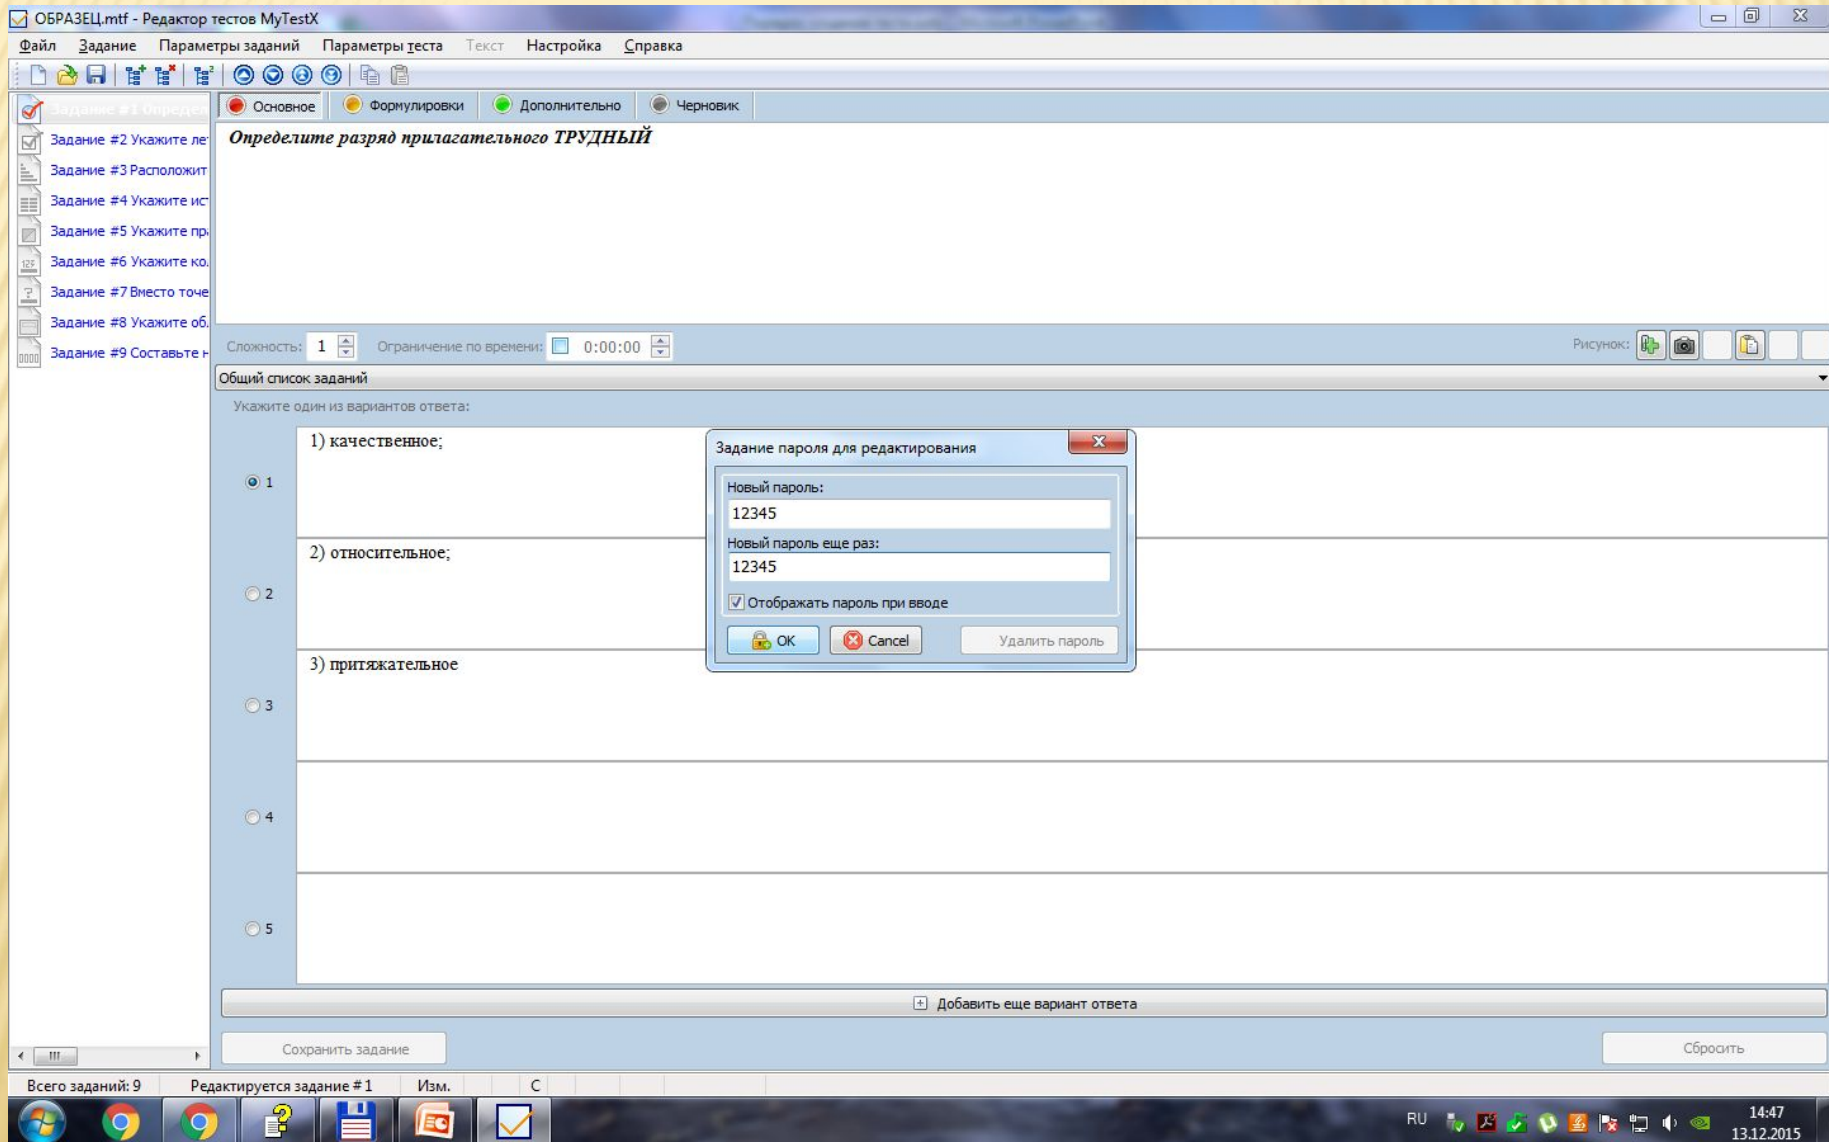 ОБРАЗЕЦ.mtf - Редактор тестов MyTestX
Файл Задание Параметры заданий Параметры теста Текст Настройка Справка
Задание #1 Определ
Задание #2 Укажите ле
Задание #3 Расположит
Задание #4 Укажите ис
Задание #5 Укажите пр
Задание #6 Укажите ко
Задание #7 Вместо точе
Задание #8 Укажите об
Задание #9 Составьте н
Основное Формулировки Дополнительно Черновик
Определите разряд прилагательного ТРУДНЫЙ
Сложность: 1 Ограничение по времени: 0:00:00 Рисунок:
Общий список заданий
Укажите один из вариантов ответа:
1) качественное;
1
2) относительное;
2
3) притяжательное
3
4
5
Задание пароля для редактирования
Новый пароль:
12345
Новый пароль еще раз:
12345
Отображать пароль при вводе
OK Cancel Удалить пароль
Добавить еще вариант ответа
Сохранить задание Сбросить
Всего заданий: 9 Редактируется задание # 1 Изм. С
RU 14:47
13.12.2015